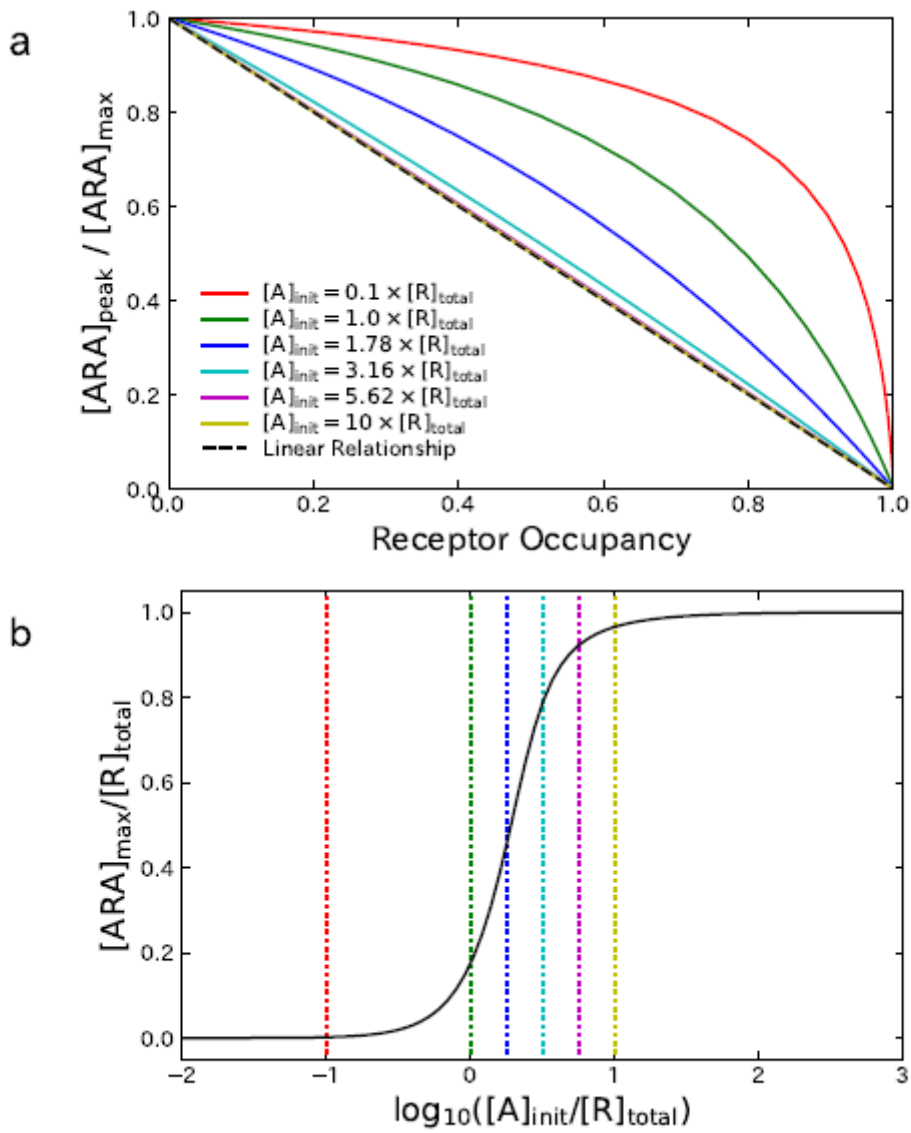 a
1.0
0.8
0.6
0.4
0.2
0.0
[ARA]peak / [ARA]max
[A]init = 0.1 × [R]total
[A]init = 1.0 × [R]total
[A]init = 1.78 × [R]total
[A]init = 3.16 × [R]total
[A]init = 5.62 × [R]total
[A]init = 10 × [R]total
Linear Relationship
0.0 0.2 0.4 0.6 0.8 1.0
Receptor Occupancy
b
1.0
0.8
0.6
0.4
0.2
0.0
[ARA]max/[R]total
−2 −1 0 1 2 3
log10([A]init/[R]total)